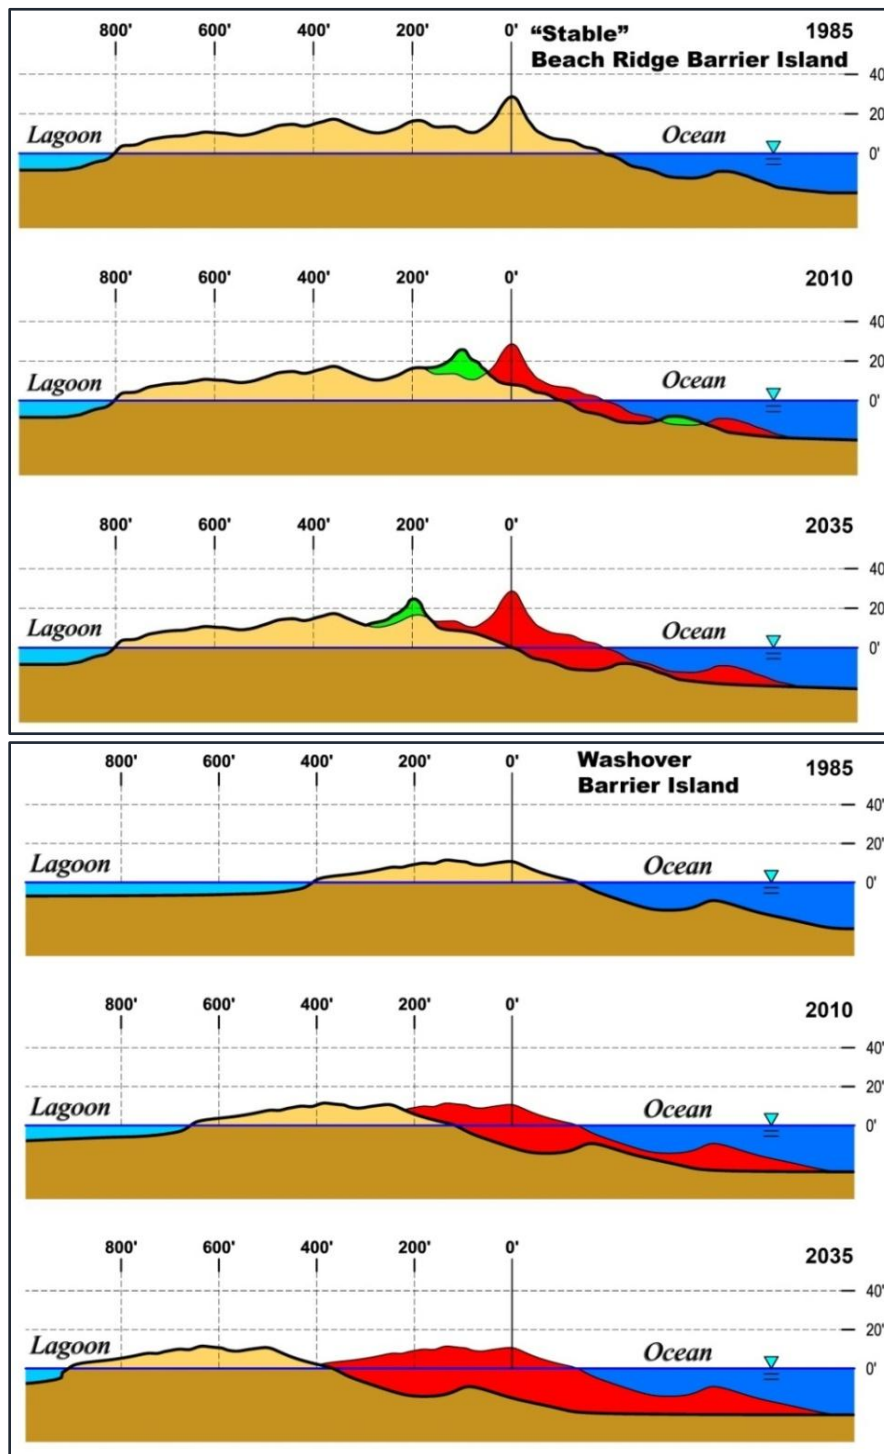 800' 600' 400' 200' 0' “Stable” 1985
Beach Ridge Barrier Island
40'
20'
Lagoon Ocean
0'
800' 600' 400' 200' 0' 2010
40'
20'
Lagoon Ocean
0'
800' 600' 400' 200' 0' 2035
40'
20'
Lagoon Ocean
0'
800' 600' 400' 200' 0' Washover 1985
Barrier Island
40'
20'
Lagoon Ocean
0'
800' 600' 400' 200' 0' 2010
40'
20'
Lagoon Ocean
0'
800' 600' 400' 200' 0' 2035
40'
20'
Lagoon Ocean
0'